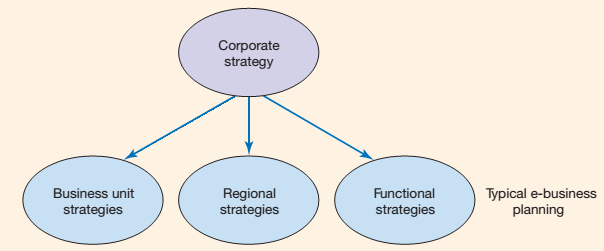 Corporate
strategy
Business unit
strategies
Regional
strategies
Functional
strategies
Typical e-business
planning